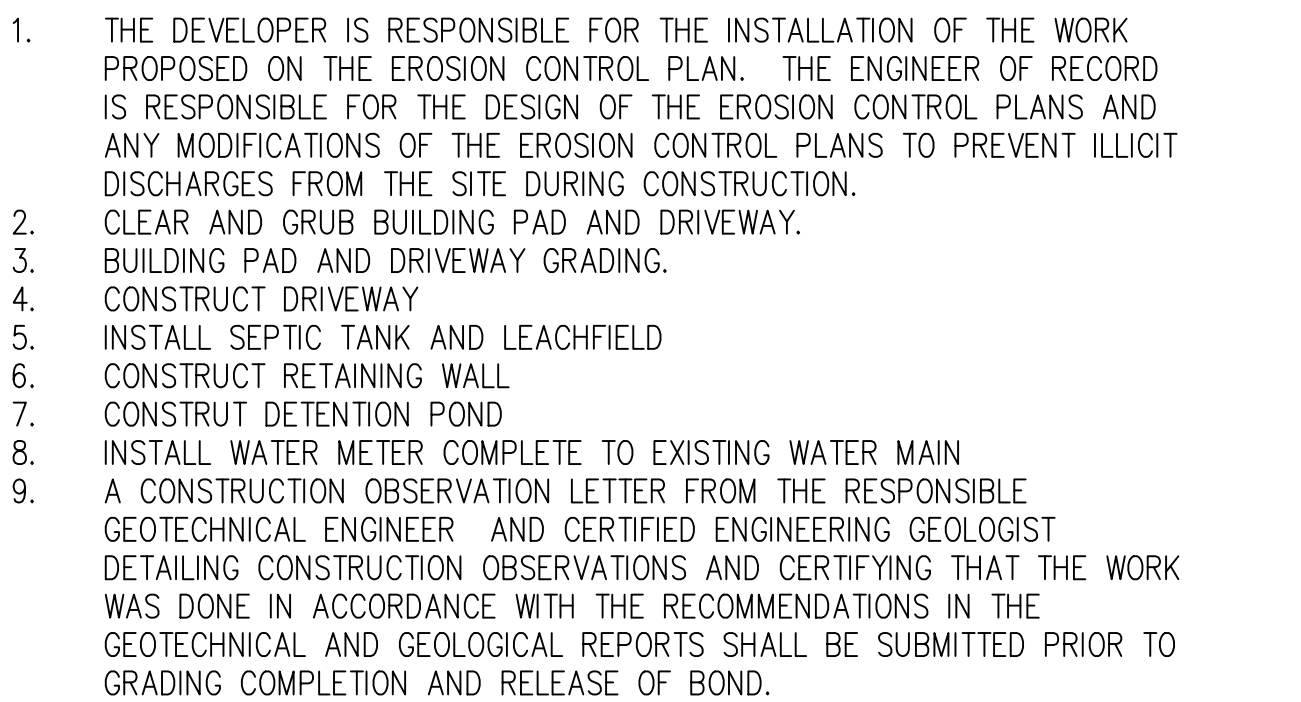 1. THE DEVELOPER IS RESPONSIBLE FOR THE INSTALLATION OF THE WORK
PROPOSED ON THE EROSION CONTROL PLAN. THE ENGINEER OF RECORD
IS RESPONSIBLE FOR THE DESIGN OF THE EROSION CONTROL PLANS AND
ANY MODIFICATIONS OF THE EROSION CONTROL PLANS TO PREVENT ILLICIT
DISCHARGES FROM THE SITE DURING CONSTRUCTION.
2. CLEAR AND GRUB BUILDING PAD AND DRIVEWAY.
3. BUILDING PAD AND DRIVEWAY GRADING.
4. CONSTRUCT DRIVEWAY
5. INSTALL SEPTIC TANK AND LEACHFIELD
6. CONSTRUCT RETAINING WALL
7. CONSTRUT DETENTION POND
8. INSTALL WATER METER COMPLETE TO EXISTING WATER MAIN
9. A CONSTRUCTION OBSERVATION LETTER FROM THE RESPONSIBLE
GEOTECHNICAL ENGINEER AND CERTIFIED ENGINEERING GEOLOGIST
DETAILING CONSTRUCTION OBSERVATIONS AND CERTIFYING THAT THE WORK
WAS DONE IN ACCORDANCE WITH THE RECOMMENDATIONS IN THE
GEOTECHNICAL AND GEOLOGICAL REPORTS SHALL BE SUBMITTED PRIOR TO
GRADING COMPLETION AND RELEASE OF BOND.